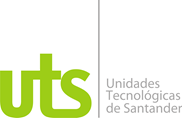 uts
Unidades
Tecnológicas
de Santander